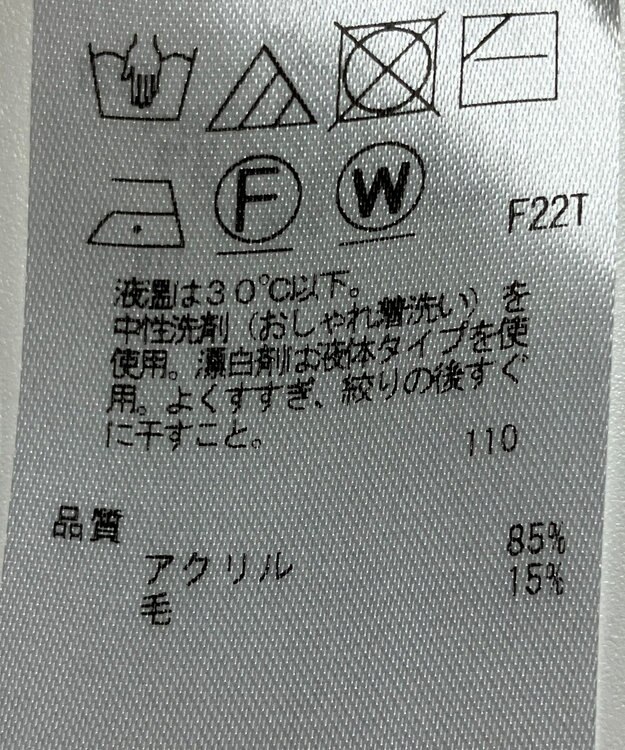 F
W
F22T
液温は30℃以下。
中性洗剤(おしゃれ着洗い)を
使用。漂白剤は液体タイプを使
用。よくすすぎ、絞りの後すぐ
に干すこと。
110
品質
アクリル 85%
毛 15%